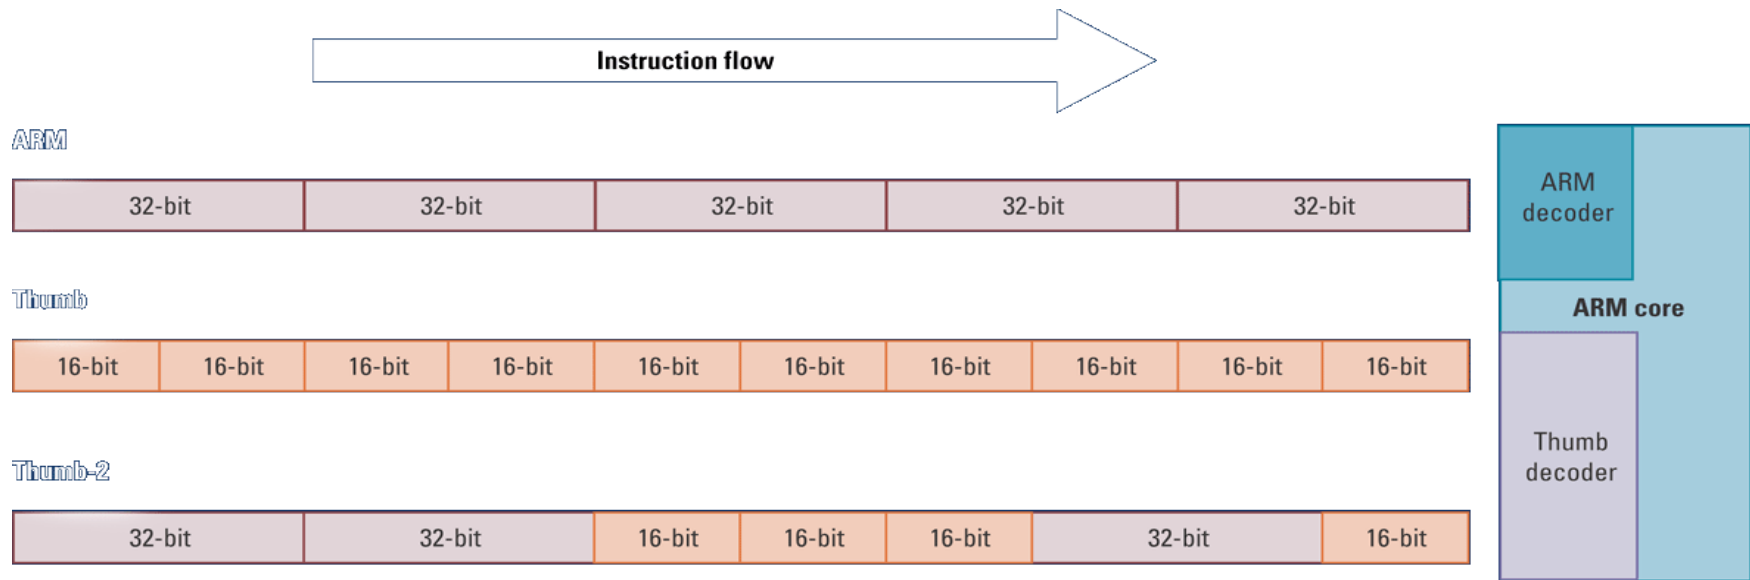 Instruction flow
ARM
32-bit 32-bit 32-bit 32-bit 32-bit
ARM
decoder
Thumb
ARM core
16-bit 16-bit 16-bit 16-bit 16-bit 16-bit 16-bit 16-bit 16-bit 16-bit
Thumb
decoder
Thumb-2
32-bit 32-bit 16-bit 16-bit 16-bit 32-bit 16-bit